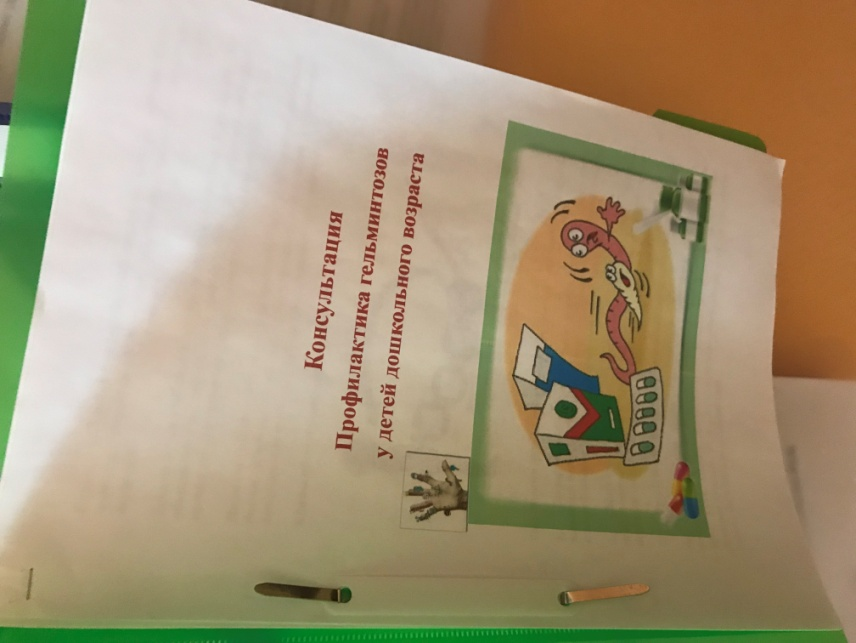 Консультация
Профилактика гельминтозов
у детей дошкольного возраста